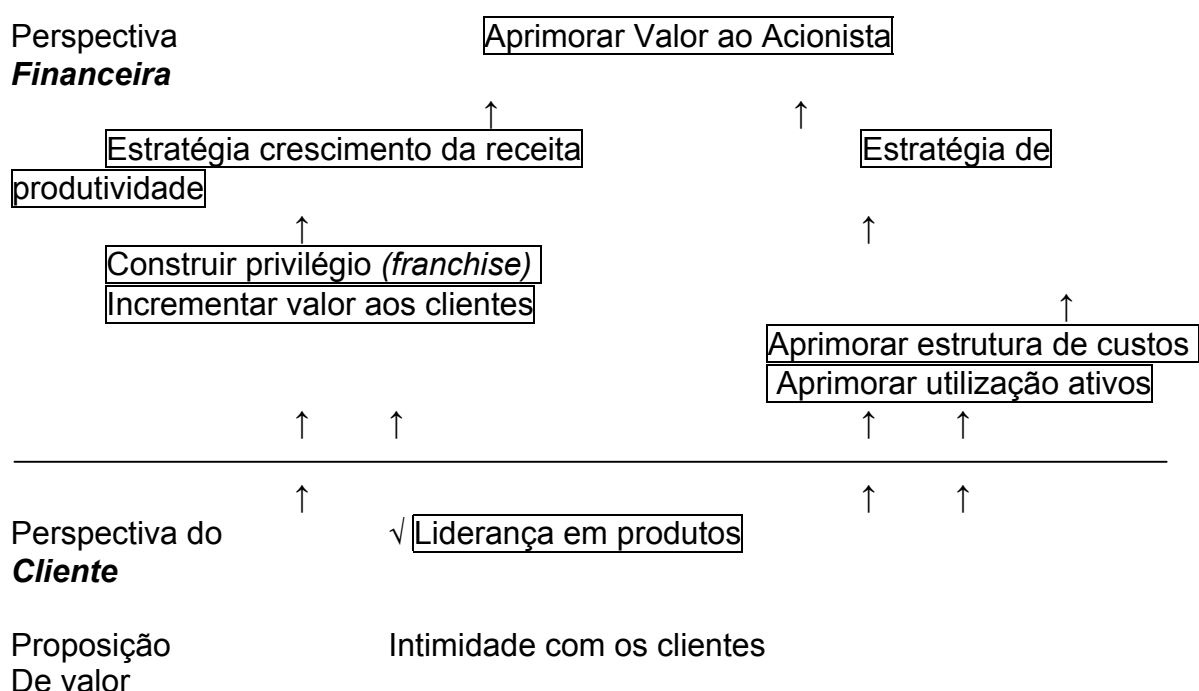 Perspectiva Aprimorar Valor ao Acionista
Financeira
↑ ↑
Estratégia crescimento da receita Estratégia de
produtividade
↑ ↑
Construir privilégio (franchise)
Incrementar valor aos clientes
↑
Aprimorar estrutura de custos
Aprimorar utilização ativos
↑ ↑ ↑ ↑
↑ ↑ ↑
Perspectiva do √ Liderança em produtos
Cliente
Proposição Intimidade com os clientes
De valor